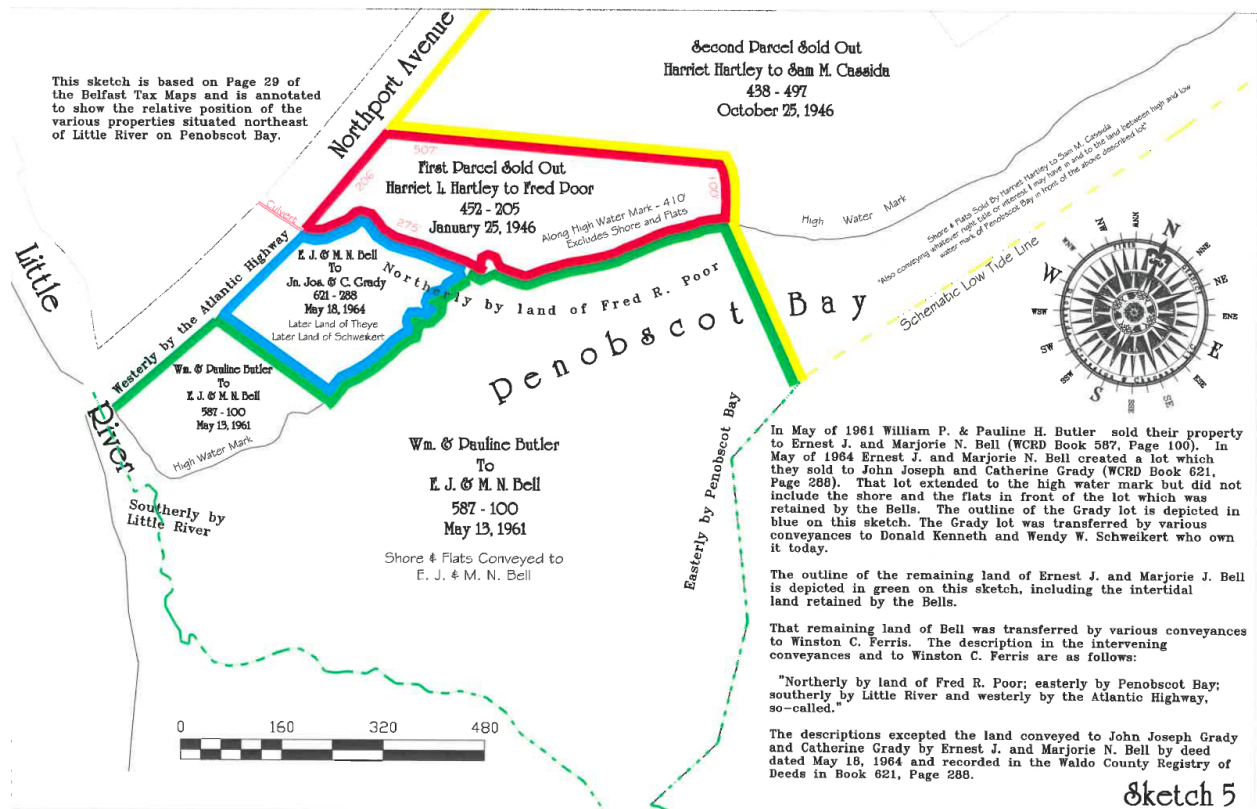 This sketch is based on Page 29 of
the Belfast Tax Maps and is annotated
to show the relative position of the
various properties situated northeast
of Little River on Penobscot Bay.
Northport Avenue
Second Parcel Sold Out
Harriet Hartley to Sam M. Cassida
438 - 497
October 25, 1946
507'
206'
275
100'
First Parcel Sold Out
Harriet L Hartley to Fred Poor
452 - 205
January 25, 1946
Along High Water Mark - 410'
Excludes Shore and Flats
Culvert
High Water Mark
Shore & Flats Sold By Harriet Hartley to Sam M. Cassida
"Also conveying whatever right title or interest I may have in and to the land between high and low
water mark of Penobscot Bay in front of the above described lot"
Schematic Low Tide Line
N
NNE
NE
ENE
E
ESE
SE
SSE
S
SSW
SW
WSW
W
WNW
NW
NNW
Little
River
Westerly by the Atlantic Highway
E. J. & M. N. Bell
To
Jn. Jos. & C. Grady
621 - 288
May 18, 1964
Later Land of Theye
Later Land of Schweikert
Northerly by land of Fred R. Poor
Penobscot Bay
Wm. & Pauline Butler
To
E. J. & M. N. Bell
587 - 100
May 13, 1961
High Water Mark
Southerly by
Little River
Wm. & Pauline Butler
To
E. J. & M. N. Bell
587 - 100
May 13, 1961
Shore & Flats Conveyed to
E. J. & M. N. Bell
Easterly by Penobscot Bay
In May of 1961 William P. & Pauline H. Butler sold their property
to Ernest J. and Marjorie N. Bell (WCRD Book 587, Page 100). In
May of 1964 Ernest J. and Marjorie N. Bell created a lot which
they sold to John Joseph and Catherine Grady (WCRD Book 621,
Page 288). That lot extended to the high water mark but did not
include the shore and the flats in front of the lot which was
retained by the Bells. The outline of the Grady lot is depicted in
blue on this sketch. The Grady lot was transferred by various
conveyances to Donald Kenneth and Wendy W. Schweikert who own
it today.
The outline of the remaining land of Ernest J. and Marjorie J. Bell
is depicted in green on this sketch, including the intertidal
land retained by the Bells.
That remaining land of Bell was transferred by various conveyances
to Winston C. Ferris. The description in the intervening
conveyances and to Winston C. Ferris are as follows:
"Northerly by land of Fred R. Poor; easterly by Penobscot Bay;
southerly by Little River and westerly by the Atlantic Highway,
so-called."
The descriptions excepted the land conveyed to John Joseph Grady
and Catherine Grady by Ernest J. and Marjorie N. Bell by deed
dated May 18, 1964 and recorded in the Waldo County Registry of
Deeds in Book 621, Page 288.
0 160 320 480
Sketch 5